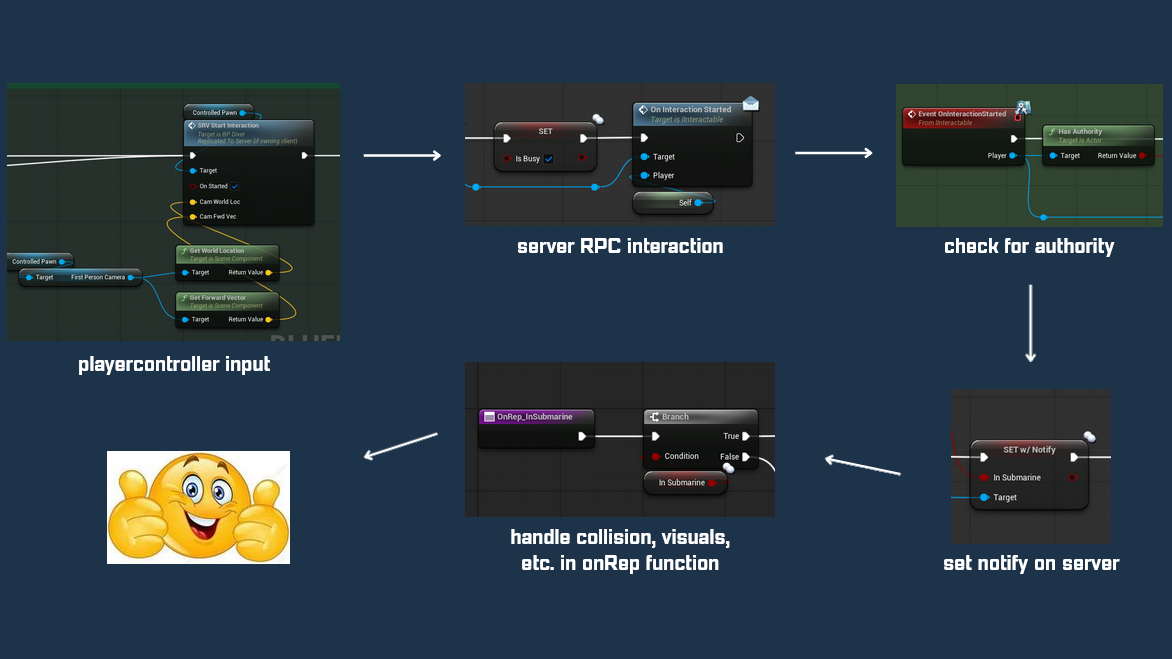 Controlled Pawn
SRV Start Interaction
Target is BP Diver
Replicated To Server (if owning client)
Target
On Started
Cam World Loc
Cam Fwd Vec
Get World Location
Target is Scene Component
Controlled Pawn
Target Return Value
Target First Person Camera
Get Forward Vector
Target is Scene Component
Target Return Value
playercontroller input
SET
Is Busy
On Interaction Started
Target is IInteractable
Target
Player
Self
server RPC interaction
Event OnInteractionStarted
From IInteractable
Player
Has Authority
Target is Actor
Target Return Value
check for authority
SET w/ Notify
In Submarine
Target
set notify on server
OnRep_InSubmarine
Branch
True
Condition False
In Submarine
handle collision, visuals,
etc. in onRep function